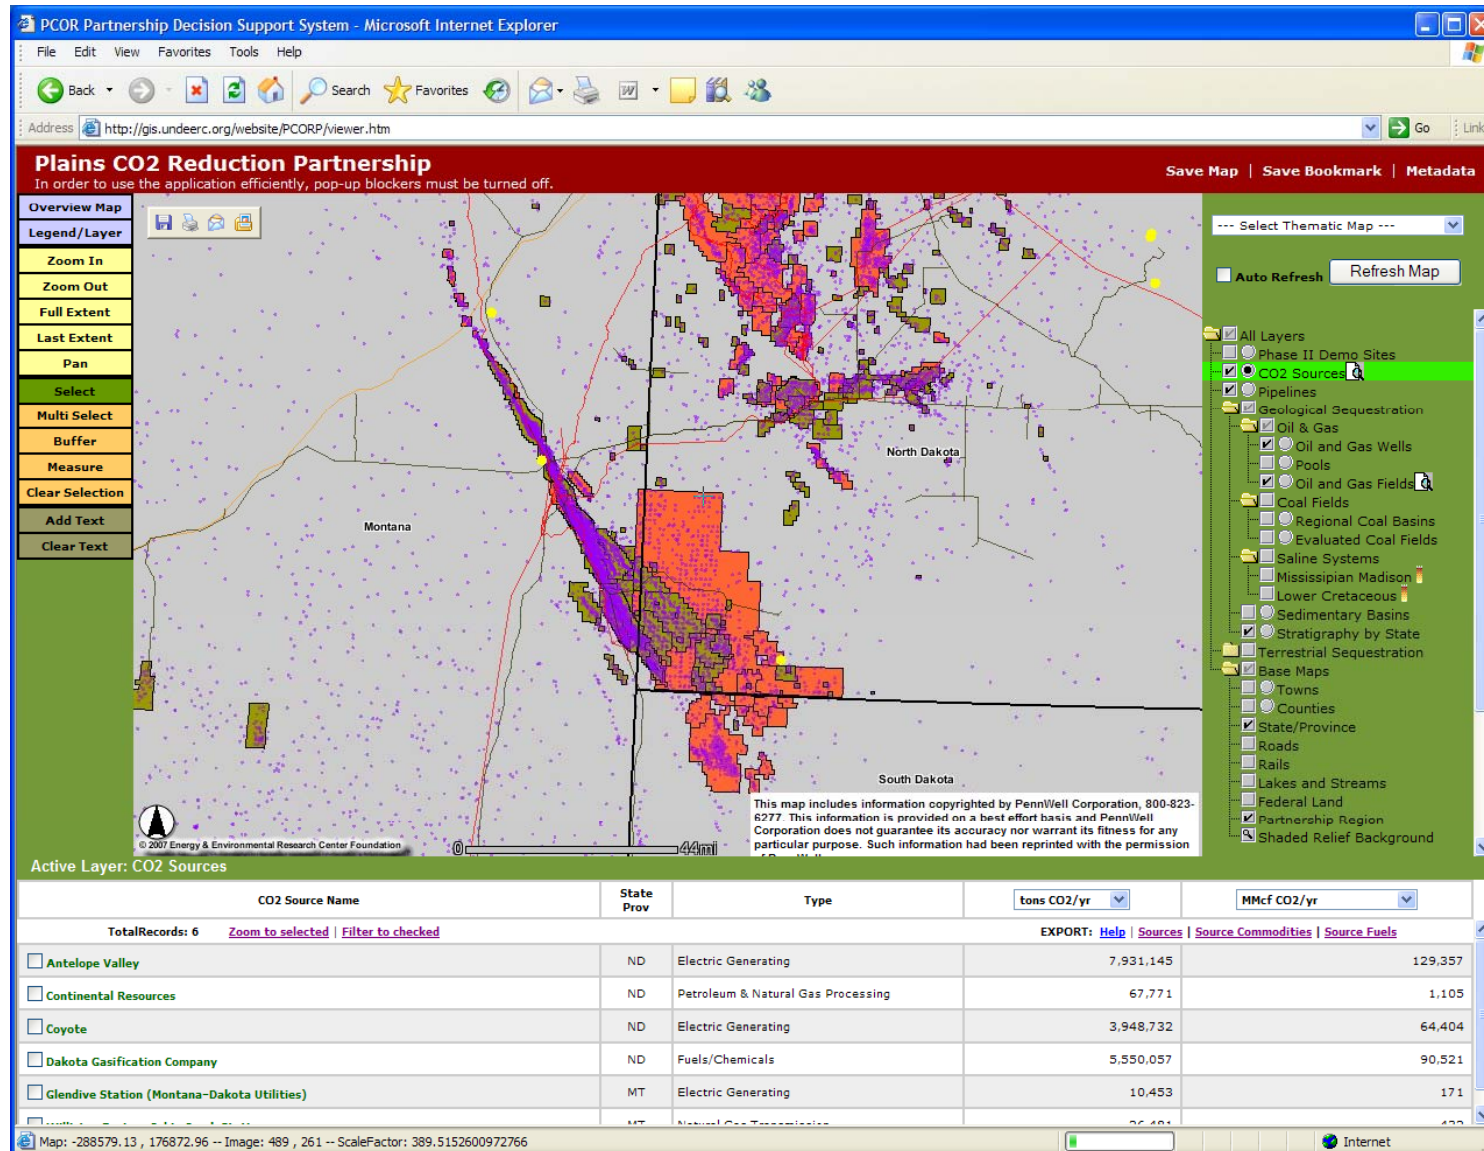 PCOR Partnership Decision Support System - Microsoft Internet Explorer
File Edit View Favorites Tools Help
Back Search Favorites
Address http://gis.undeerc.org/website/PCORP/viewer.htm Go Link
Plains CO2 Reduction Partnership
In order to use the application efficiently, pop-up blockers must be turned off.
Save Map | Save Bookmark | Metadata
Overview Map
Legend/Layer
Zoom In
Zoom Out
Full Extent
Last Extent
Pan
Select
Multi Select
Buffer
Measure
Clear Selection
Add Text
Clear Text
North Dakota
Montana
South Dakota
This map includes information copyrighted by PennWell Corporation, 800-823-
6277. This information is provided on a best effort basis and PennWell
Corporation does not guarantee its accuracy nor warrant its fitness for any
particular purpose. Such information had been reprinted with the permission
© 2007 Energy & Environmental Research Center Foundation
0 44mi
--- Select Thematic Map ---
Auto Refresh Refresh Map
All Layers
Phase II Demo Sites
CO2 Sources
Pipelines
Geological Sequestration
Oil & Gas
Oil and Gas Wells
Pools
Oil and Gas Fields
Coal Fields
Regional Coal Basins
Evaluated Coal Fields
Saline Systems
Mississipian Madison
Lower Cretaceous
Sedimentary Basins
Stratigraphy by State
Terrestrial Sequestration
Base Maps
Towns
Counties
State/Province
Roads
Rails
Lakes and Streams
Federal Land
Partnership Region
Shaded Relief Background
Active Layer: CO2 Sources
CO2 Source Name State Prov Type tons CO2/yr MMcf CO2/yr
TotalRecords: 6 Zoom to selected | Filter to checked EXPORT: Help | Sources | Source Commodities | Source Fuels
Antelope Valley ND Electric Generating 7,931,145 129,357
Continental Resources ND Petroleum & Natural Gas Processing 67,771 1,105
Coyote ND Electric Generating 3,948,732 64,404
Dakota Gasification Company ND Fuels/Chemicals 5,550,057 90,521
Glendive Station (Montana-Dakota Utilities) MT Electric Generating 10,453 171
Map: -288579.13 , 176872.96 -- Image: 489 , 261 -- ScaleFactor: 389.5152600972766 Internet